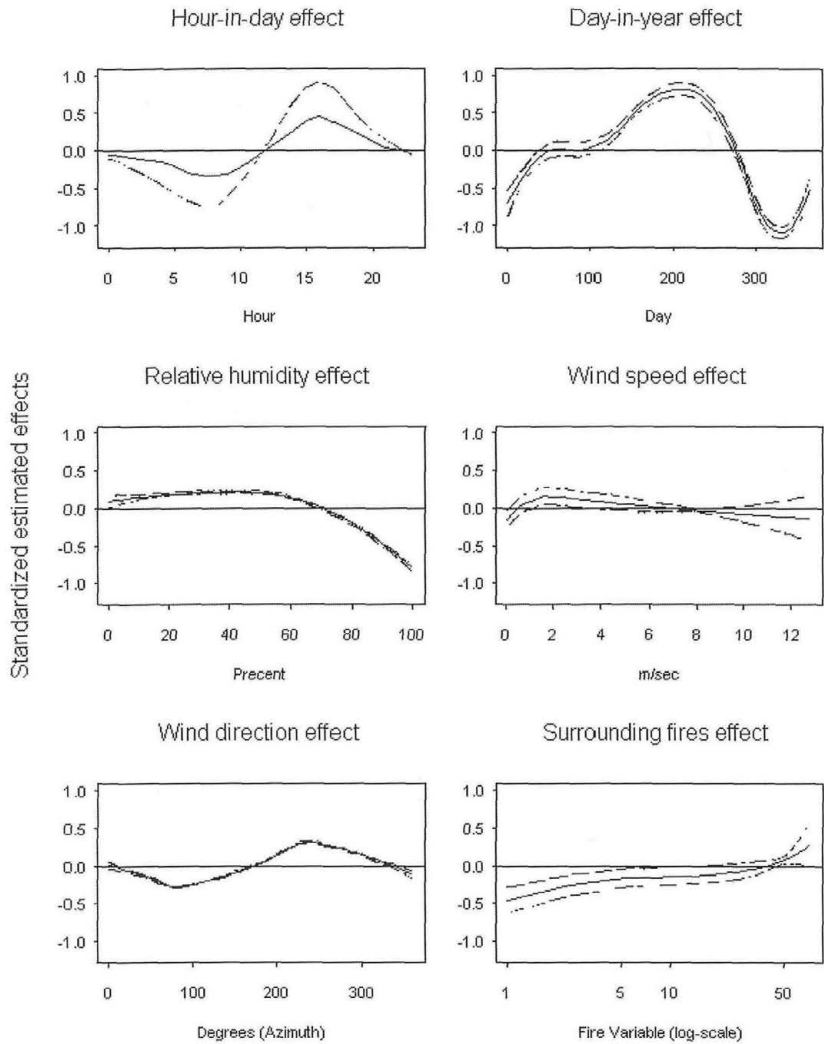 Hour-in-day effect
1.0
0.5
0.0
-0.5
-1.0
0 5 10 15 20
Hour
Day-in-year effect
1.0
0.5
0.0
-0.5
-1.0
0 100 200 300
Day
Standardized estimated effects
Relative humidity effect
1.0
0.5
0.0
-0.5
-1.0
0 20 40 60 80 100
Precent
Wind speed effect
1.0
0.5
0.0
-0.5
-1.0
0 2 4 6 8 10 12
m/sec
Wind direction effect
1.0
0.5
0.0
-0.5
-1.0
0 100 200 300
Degrees (Azimuth)
Surrounding fires effect
1.0
0.5
0.0
-0.5
-1.0
1 5 10 50
Fire Variable (log-scale)